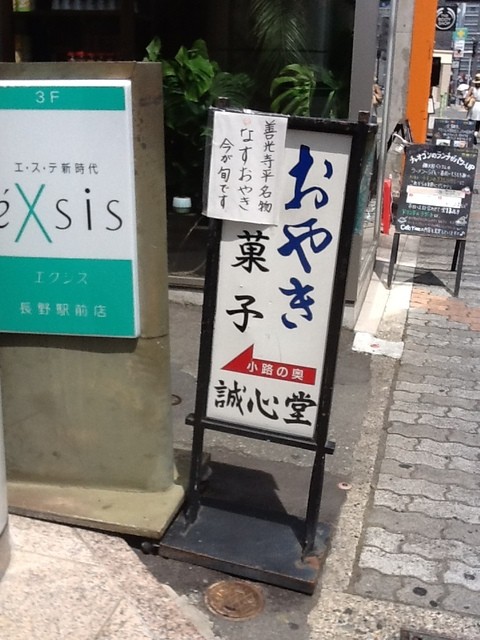 3F
エ・ス・テ新時代
éXsis
エクシス
長野駅前店
善光寺平名物
なすおやき
今が旬です
おやき
菓子
小路の奥
誠心堂